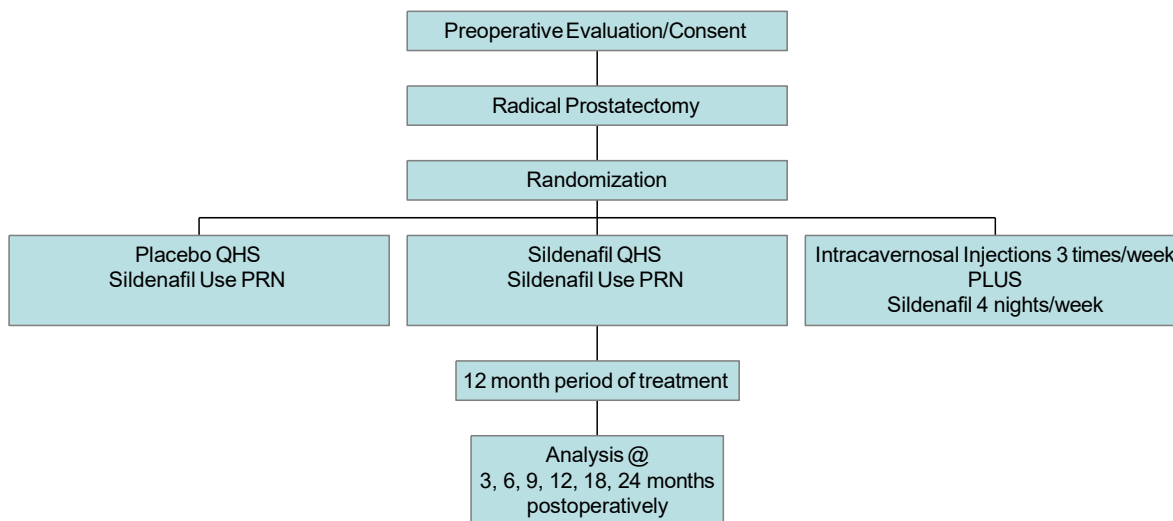 Preoperative Evaluation/Consent
Radical Prostatectomy
Randomization
Placebo QHS
Sildenafil Use PRN
Sildenafil QHS
Sildenafil Use PRN
Intracavernosal Injections 3 times/week
PLUS
Sildenafil 4 nights/week
12 month period of treatment
Analysis @
3, 6, 9, 12, 18, 24 months
postoperatively